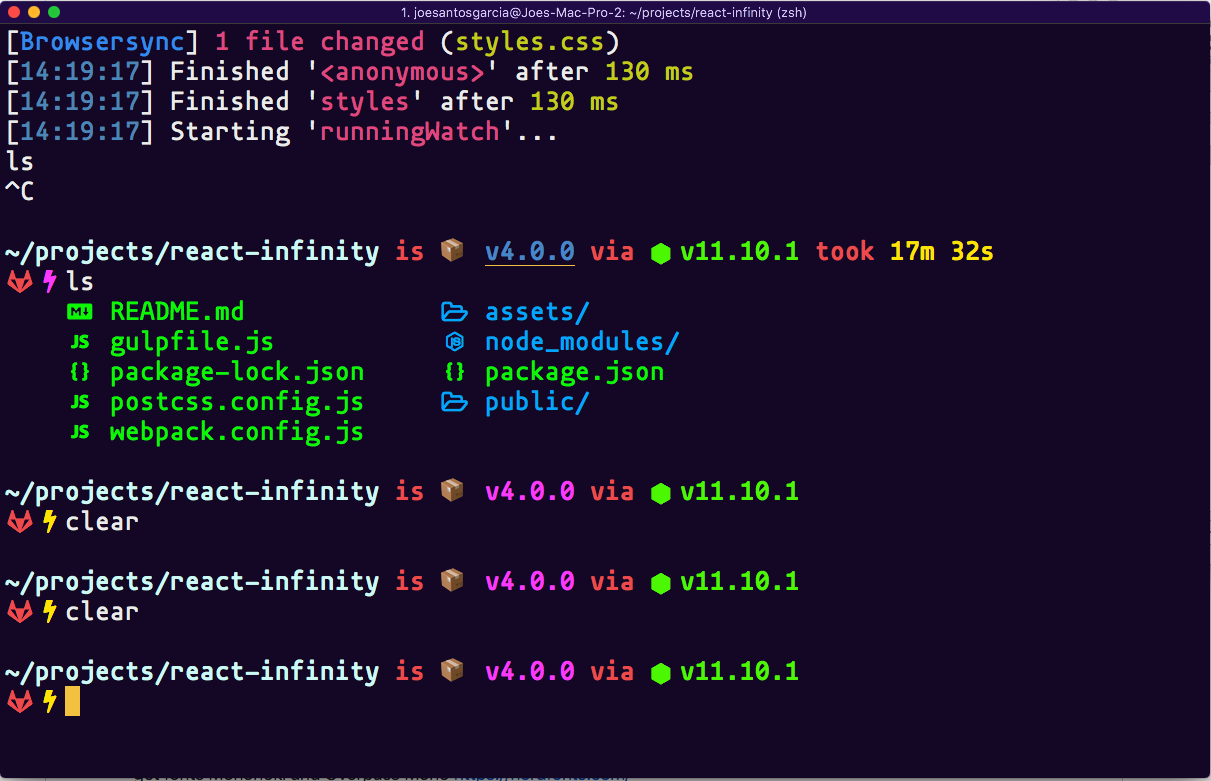 1. joesantosgarcia@Joes-Mac-Pro-2: ~/projects/react-infinity (zsh)
[Browsersync] 1 file changed (styles.css)
[14:19:17] Finished '<anonymous>' after 130 ms
[14:19:17] Finished 'styles' after 130 ms
[14:19:17] Starting 'runningWatch'...
ls
^C
~/projects/react-infinity is 📦 v4.0.0 via ⬢ v11.10.1 took 17m 32s
ls
README.md assets/
gulpfile.js node_modules/
package-lock.json package.json
postcss.config.js public/
webpack.config.js
~/projects/react-infinity is 📦 v4.0.0 via ⬢ v11.10.1
clear
~/projects/react-infinity is 📦 v4.0.0 via ⬢ v11.10.1
clear
~/projects/react-infinity is 📦 v4.0.0 via ⬢ v11.10.1